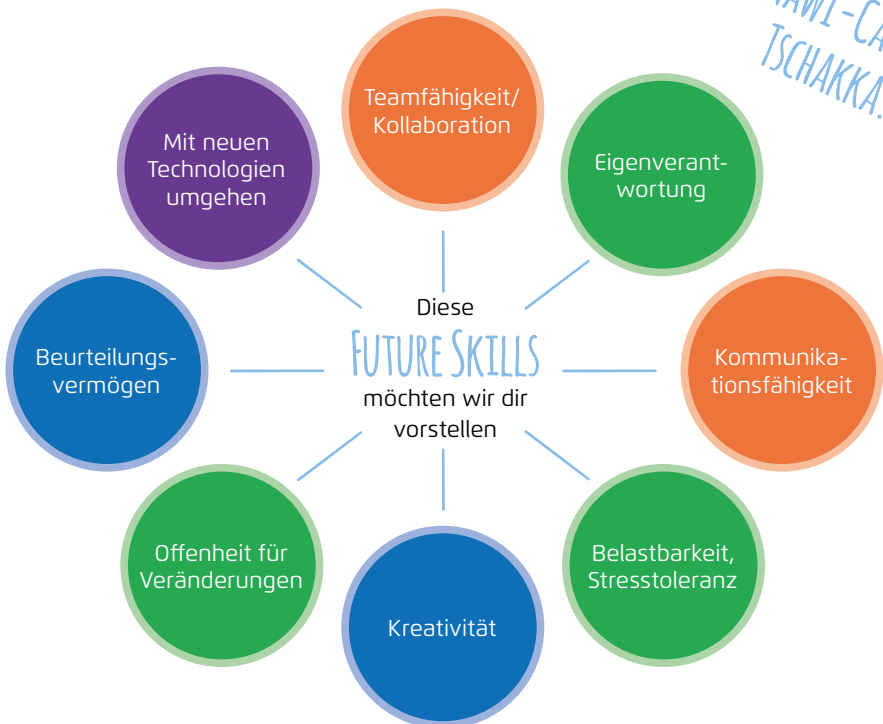 TSCHAKKA.
Teamfähigkeit/
Kollaboration
Eigenverant-
wortung
Kommunika-
tionsfähigkeit
Belastbarkeit,
Stresstoleranz
Kreativität
Offenheit für
Veränderungen
Beurteilungs-
vermögen
Mit neuen
Technologien
umgehen
Diese
FUTURE SKILLS
möchten wir dir
vorstellen